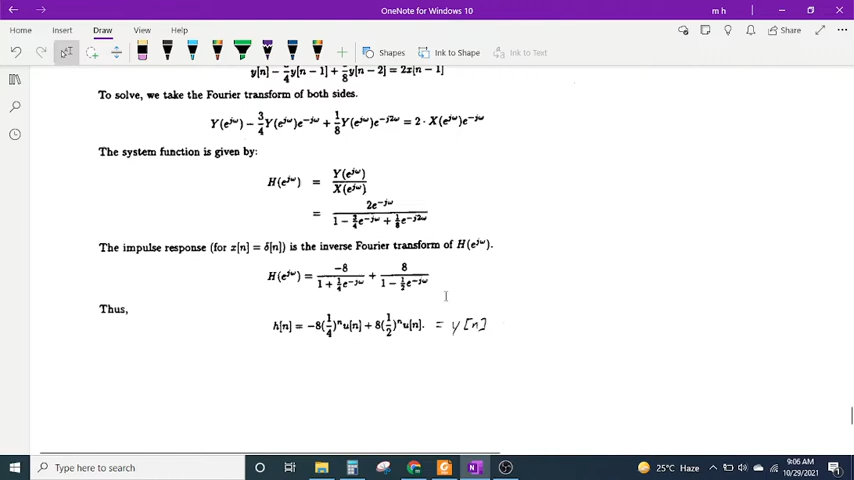 OneNote for Windows 10
m h
Home Insert Draw View Help
Share
Shapes Ink to Shape Ink to Text
y[n] − 3/4 y[n − 1] + 1/8 y[n − 2] = 2x[n − 1]
To solve, we take the Fourier transform of both sides.
Y(e^{jω}) − 3/4 Y(e^{jω})e^{−jω} + 1/8 Y(e^{jω})e^{−j2ω} = 2 · X(e^{jω})e^{−jω}
The system function is given by:
H(e^{jω}) = Y(e^{jω}) / X(e^{jω})
= 2e^{−jω} / (1 − 3/4 e^{−jω} + 1/8 e^{−j2ω})
The impulse response (for x[n] = δ[n]) is the inverse Fourier transform of H(e^{jω}).
H(e^{jω}) = −8 / (1 + 1/4 e^{−jω}) + 8 / (1 − 1/2 e^{−jω})
Thus,
h[n] = −8(1/4)^n u[n] + 8(1/2)^n u[n]. = y[n]
Type here to search
25°C Haze
9:06 AM
10/29/2021